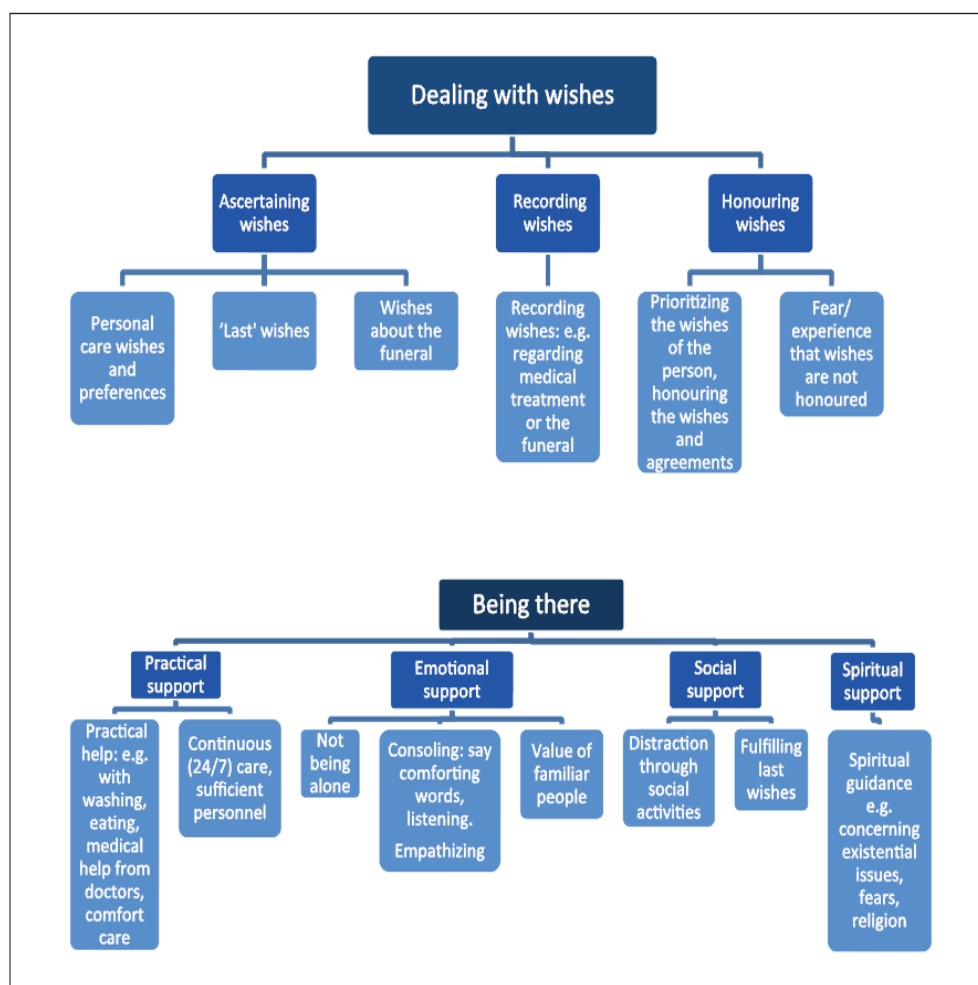 Dealing with wishes
Ascertaining
wishes
Recording
wishes
Honouring
wishes
Personal
care wishes
and
preferences
‘Last' wishes
Wishes
about the
funeral
Recording
wishes: e.g.
regarding
medical
treatment
or the
funeral
Prioritizing
the wishes
of the
person,
honouring
the wishes
and
agreements
Fear/
experience
that wishes
are not
honoured
Being there
Practical
support
Emotional
support
Social
support
Spiritual
support
Practical
help: e.g.
with
washing,
eating,
medical
help from
doctors,
comfort
care
Continuous
(24/7) care,
sufficient
personnel
Not
being
alone
Consoling: say
comforting
words,
listening.
Empathizing
Value of
familiar
people
Distraction
through
social
activities
Fulfilling
last
wishes
Spiritual
guidance
e.g.
concerning
existential
issues,
fears,
religion